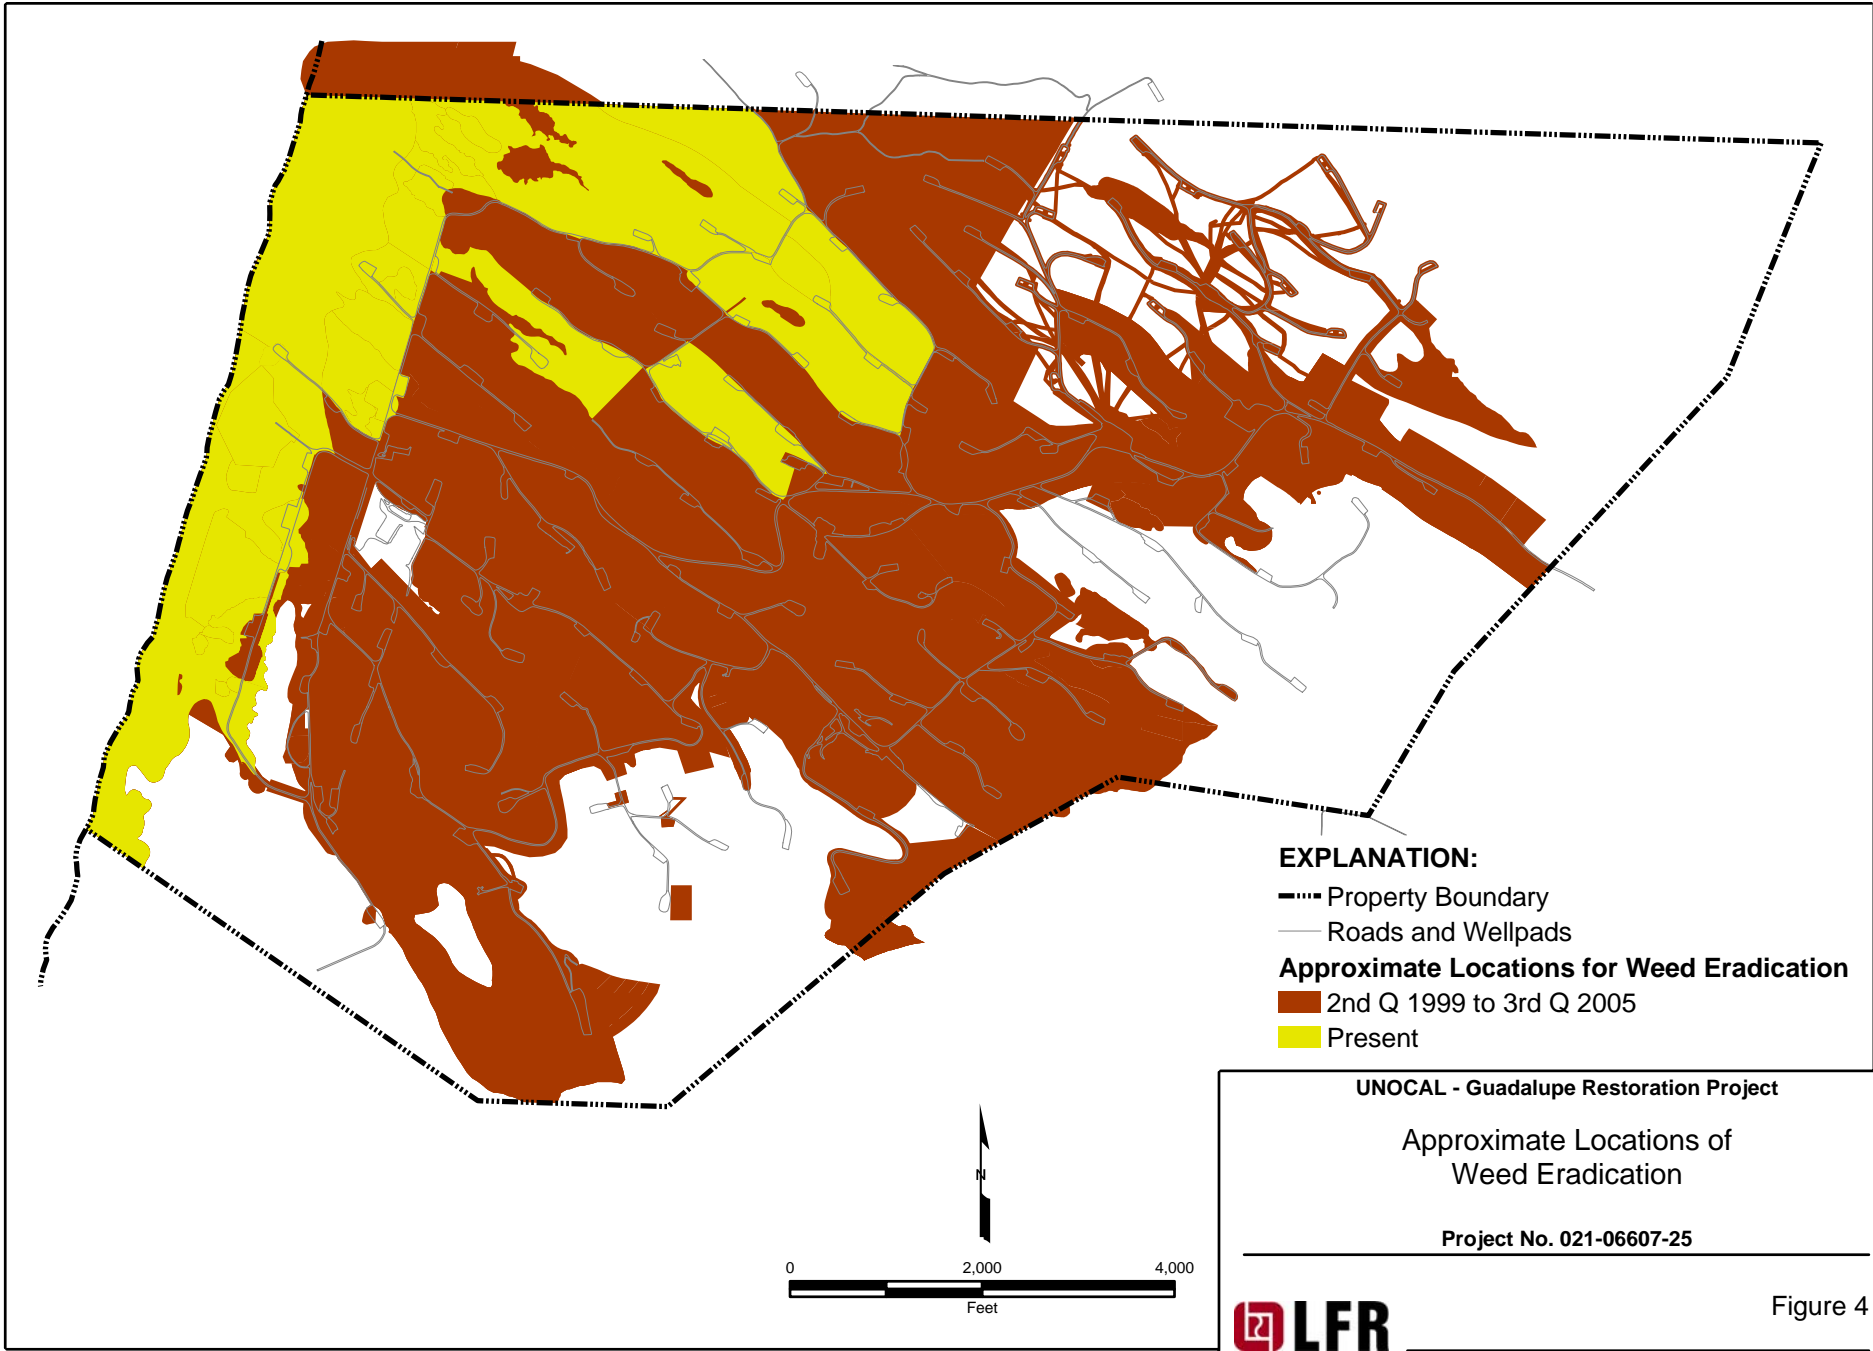 EXPLANATION:
Property Boundary
Roads and Wellpads
Approximate Locations for Weed Eradication
2nd Q 1999 to 3rd Q 2005
Present
UNOCAL - Guadalupe Restoration Project
Approximate Locations of
Weed Eradication
Project No. 021-06607-25
N
0 2,000 4,000
Feet
LFR
Figure 4